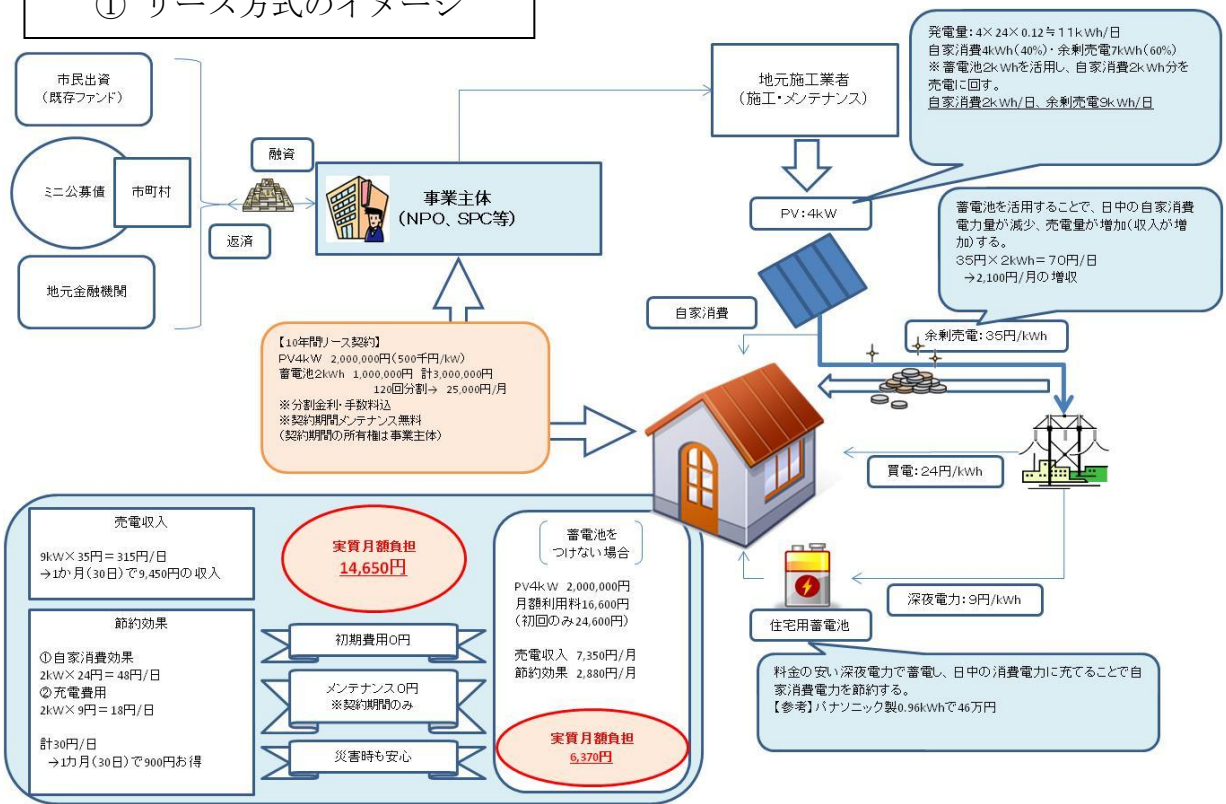 ① リース方式のイメージ
市民出資
(既存ファンド)
ミニ公募債
市町村
地元金融機関
融資
返済
事業主体
(NPO、SPC等)
地元施工業者
(施工・メンテナンス)
発電量:4×24×0.12≒11kWh/日
自家消費4kWh(40%)・余剰売電7kWh(60%)
※蓄電池2kWhを活用し、自家消費2kWh分を
売電に回す。
自家消費2kWh/日、余剰売電9kWh/日
PV:4kW
蓄電池を活用することで、日中の自家消費
電力量が減少、売電量が増加(収入が増
加)する。
35円×2kWh=70円/日
→2,100円/月の増収
自家消費
余剰売電:35円/kWh
【10年間リース契約】
PV4kW 2,000,000円(500千円/kW)
蓄電池2kWh 1,000,000円 計3,000,000円
120回分割→ 25,000円/月
※分割金利・手数料込
※契約期間メンテナンス無料
(契約期間の所有権は事業主体)
買電:24円/kWh
深夜電力:9円/kWh
住宅用蓄電池
料金の安い深夜電力で蓄電し、日中の消費電力に充てることで自
家消費電力を節約する。
【参考】パナソニック製0.96kWhで46万円
売電収入
9kW×35円=315円/日
→1か月(30日)で9,450円の収入
節約効果
①自家消費効果
2kW×24円=48円/日
②充電費用
2kW×9円=18円/日
計30円/日
→1カ月(30日)で900円お得
実質月額負担
14,650円
初期費用0円
メンテナンス0円
※契約期間のみ
災害時も安心
蓄電池を
つけない場合
PV4kW 2,000,000円
月額利用料16,600円
(初回のみ24,600円)
売電収入 7,350円/月
節約効果 2,880円/月
実質月額負担
6,370円